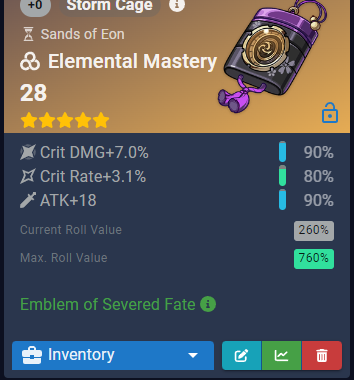 +0 Storm Cage
Sands of Eon
Elemental Mastery
28
Crit DMG+7.0% 90%
Crit Rate+3.1% 80%
ATK+18 90%
Current Roll Value 260%
Max. Roll Value 760%
Emblem of Severed Fate
Inventory